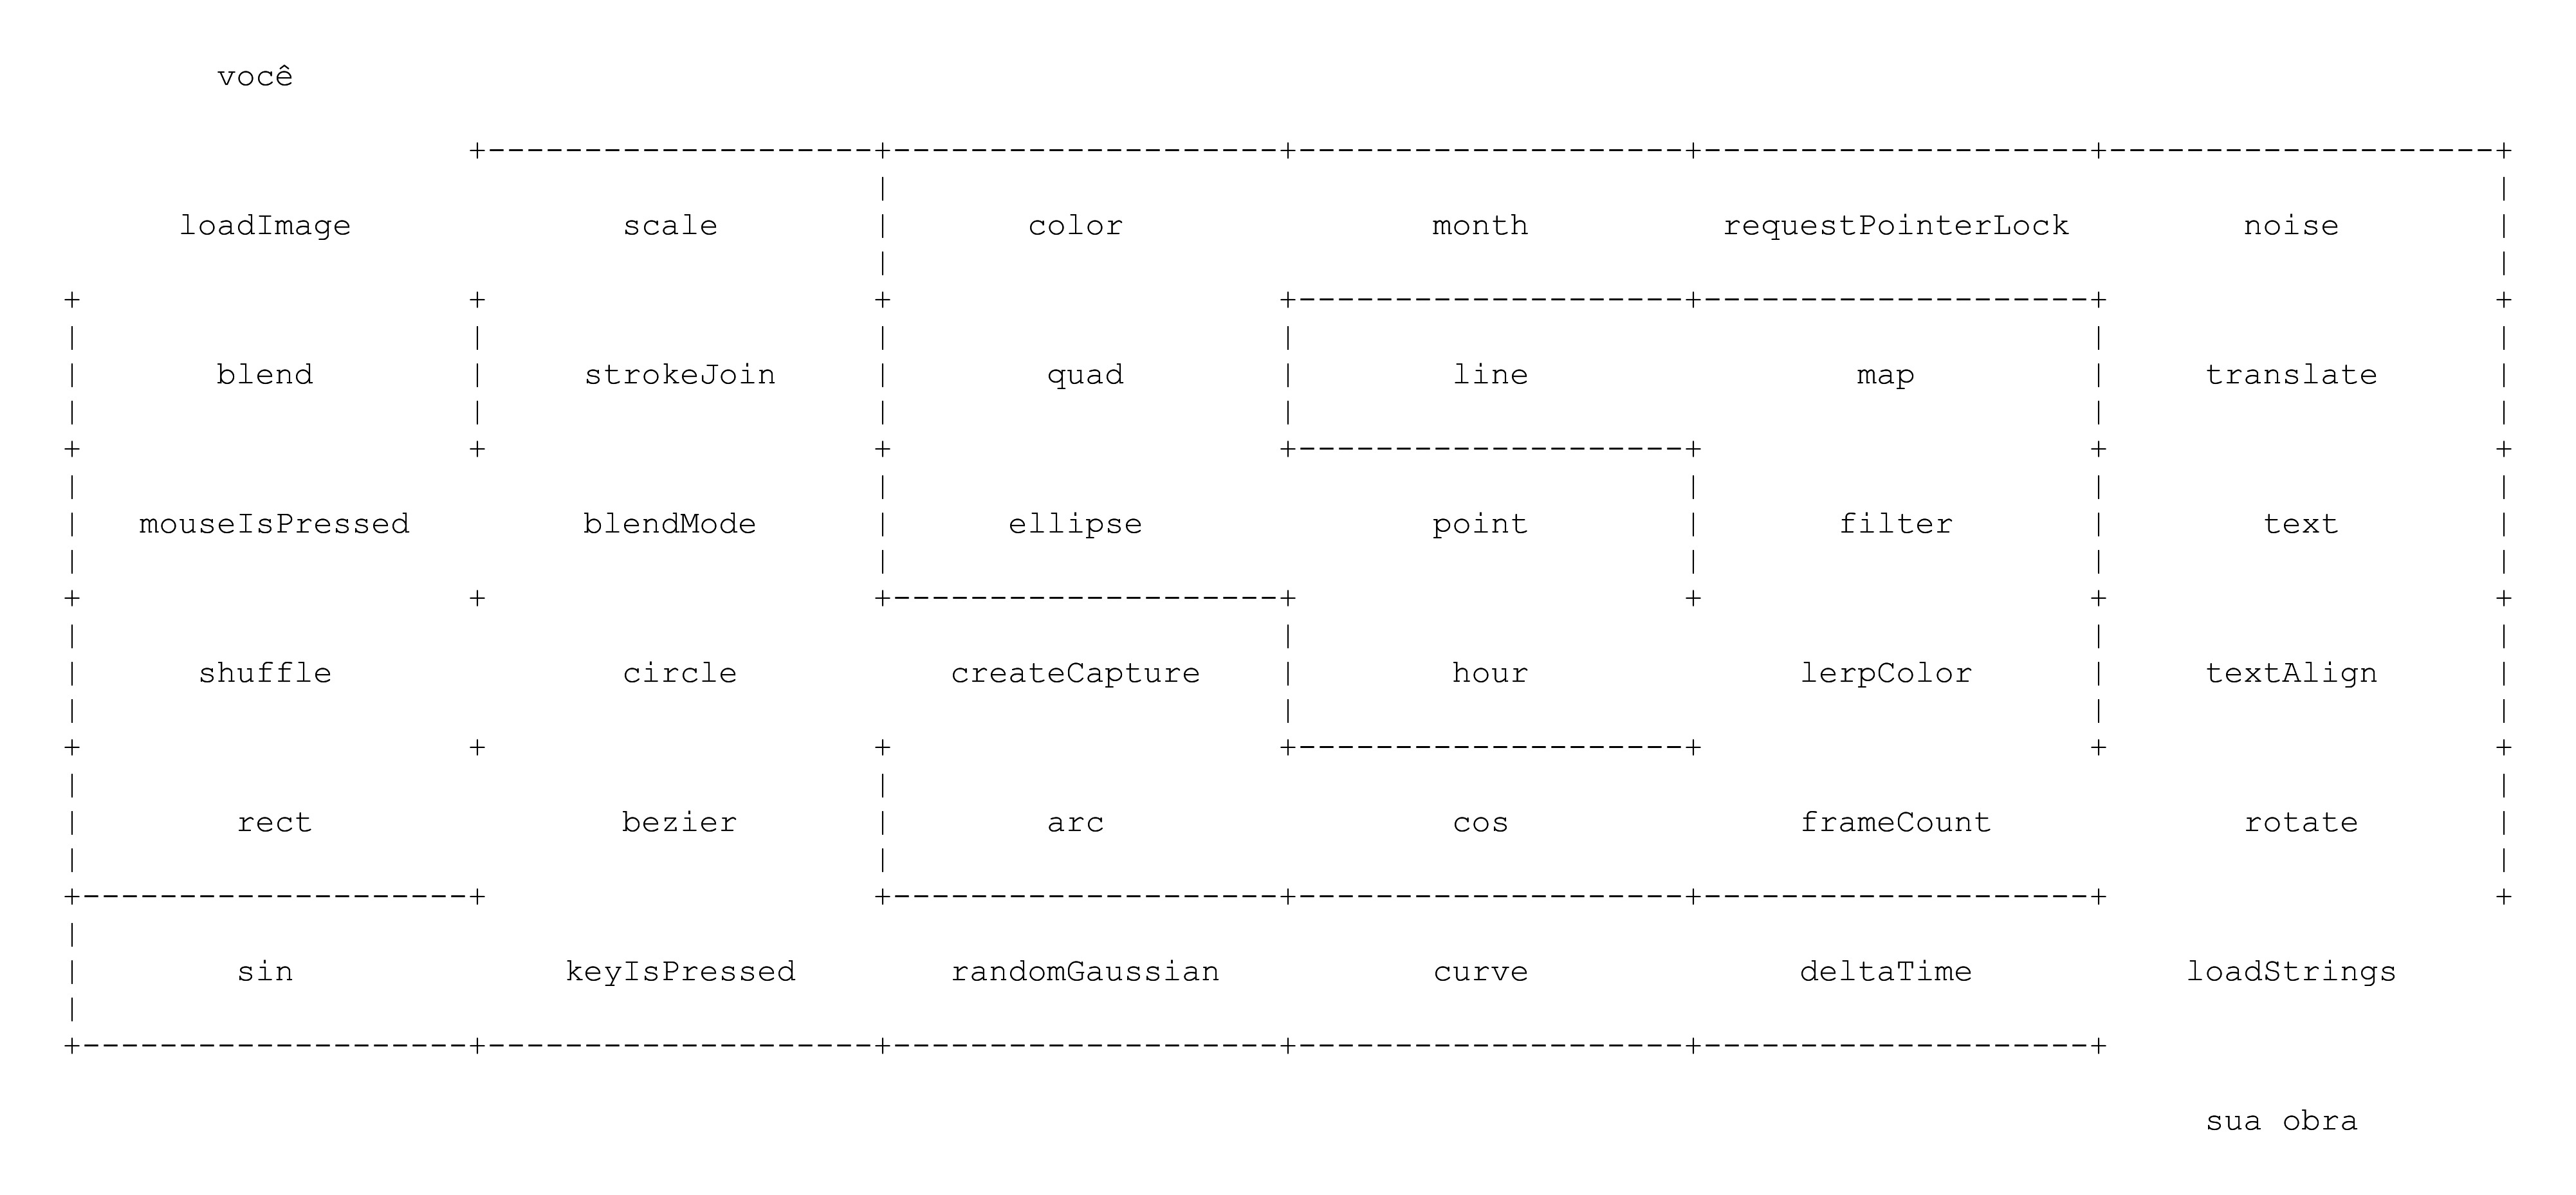 você
loadImage scale color month requestPointerLock noise
blend strokeJoin quad line map translate
mouseIsPressed blendMode ellipse point filter text
shuffle circle createCapture hour lerpColor textAlign
rect bezier arc cos frameCount rotate
sin keyIsPressed randomGaussian curve deltaTime loadStrings
sua obra